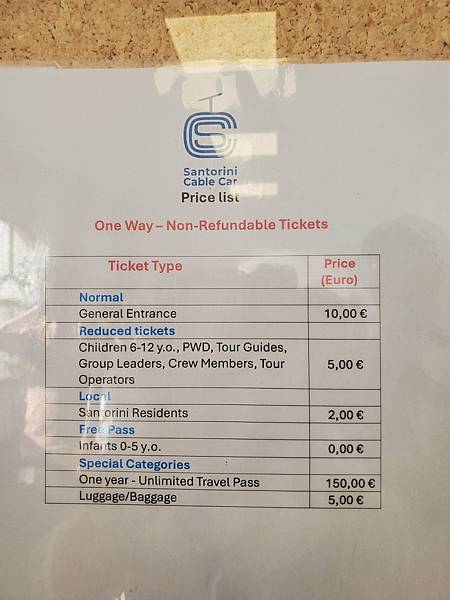 Santorini
Cable Car
Price list
One Way – Non-Refundable Tickets
Ticket Type Price (Euro)
Normal
General Entrance 10,00 €
Reduced tickets
Children 6-12 y.o., PWD, Tour Guides,
Group Leaders, Crew Members, Tour
Operators 5,00 €
Local
Santorini Residents 2,00 €
Free Pass
Infants 0-5 y.o. 0,00 €
Special Categories
One year - Unlimited Travel Pass 150,00 €
Luggage/Baggage 5,00 €